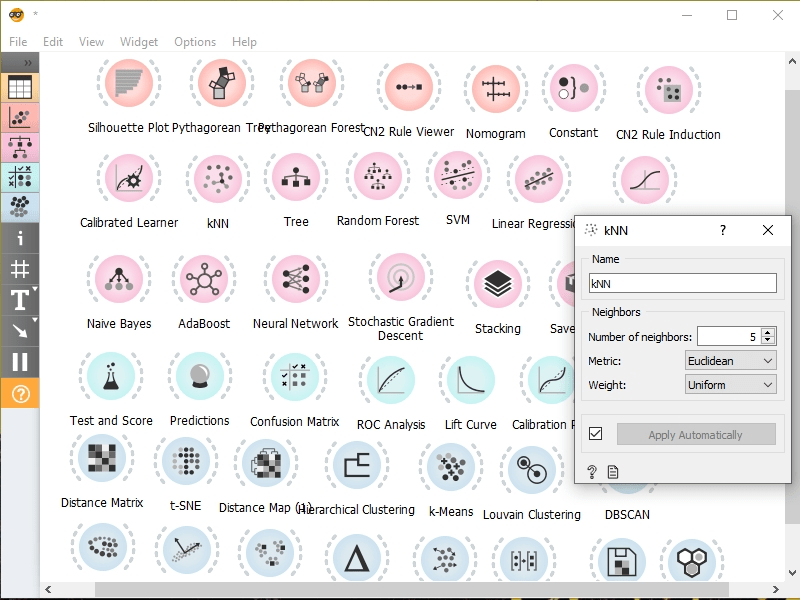 *
File Edit View Widget Options Help
Silhouette Plot Pythagorean Tree Pythagorean Forest CN2 Rule Viewer Nomogram Constant CN2 Rule Induction
Calibrated Learner kNN Tree Random Forest SVM Linear Regressi
kNN ?
Name
kNN
Neighbors
Number of neighbors: 5
Metric: Euclidean
Weight: Uniform
Apply Automatically
?
Naive Bayes AdaBoost Neural Network Stochastic Gradient
Descent Stacking Save
Test and Score Predictions Confusion Matrix ROC Analysis Lift Curve Calibration P
Distance Matrix t-SNE Distance Map (1) Hierarchical Clustering k-Means Louvain Clustering DBSCAN
i
T
?